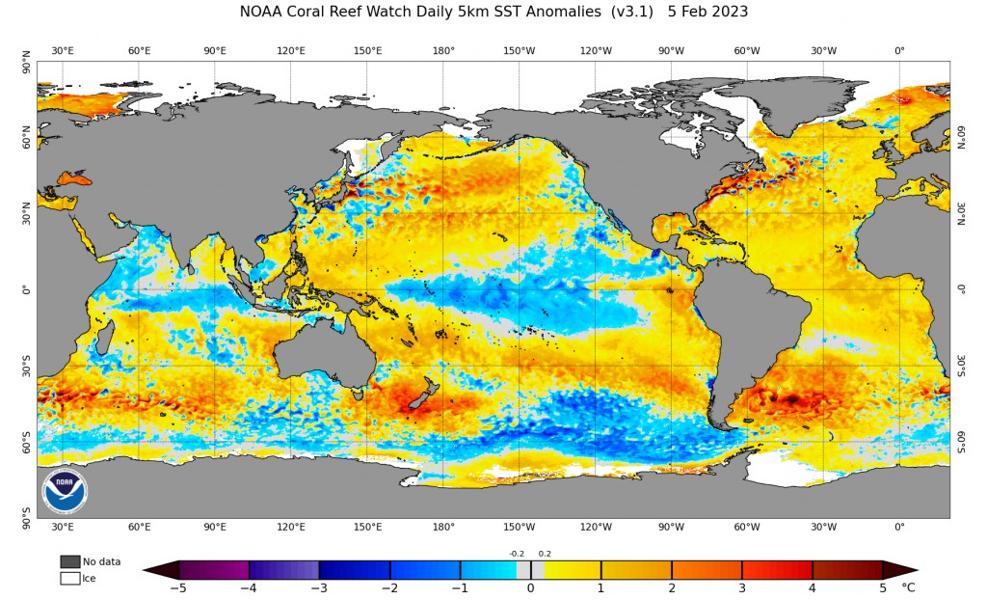 NOAA Coral Reef Watch Daily 5km SST Anomalies (v3.1) 5 Feb 2023
30°E 60°E 90°E 120°E 150°E 180° 150°W 120°W 90°W 60°W 30°W 0°
90°N
60°N 60°N
30°N 30°N
0° 0°
30°S 30°S
60°S 60°S
90°S
NOAA
30°E 60°E 90°E 120°E 150°E 180° 150°W 120°W 90°W 60°W 30°W 0°
-0.2 0.2
No data
Ice
−5 −4 −3 −2 −1 0 1 2 3 4 5 °C